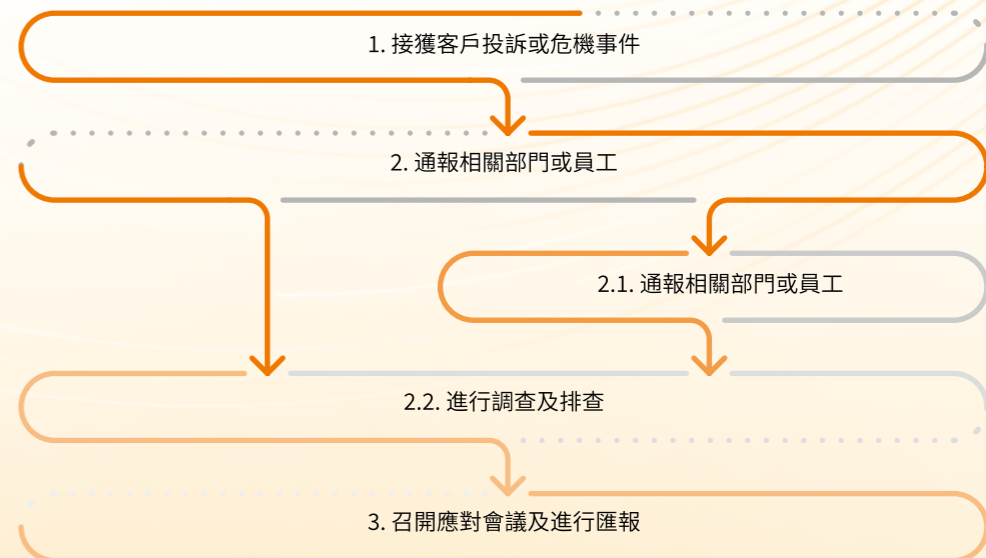 1. 接獲客戶投訴或危機事件
2. 通報相關部門或員工
2.1. 通報相關部門或員工
2.2. 進行調查及排查
3. 召開應對會議及進行匯報